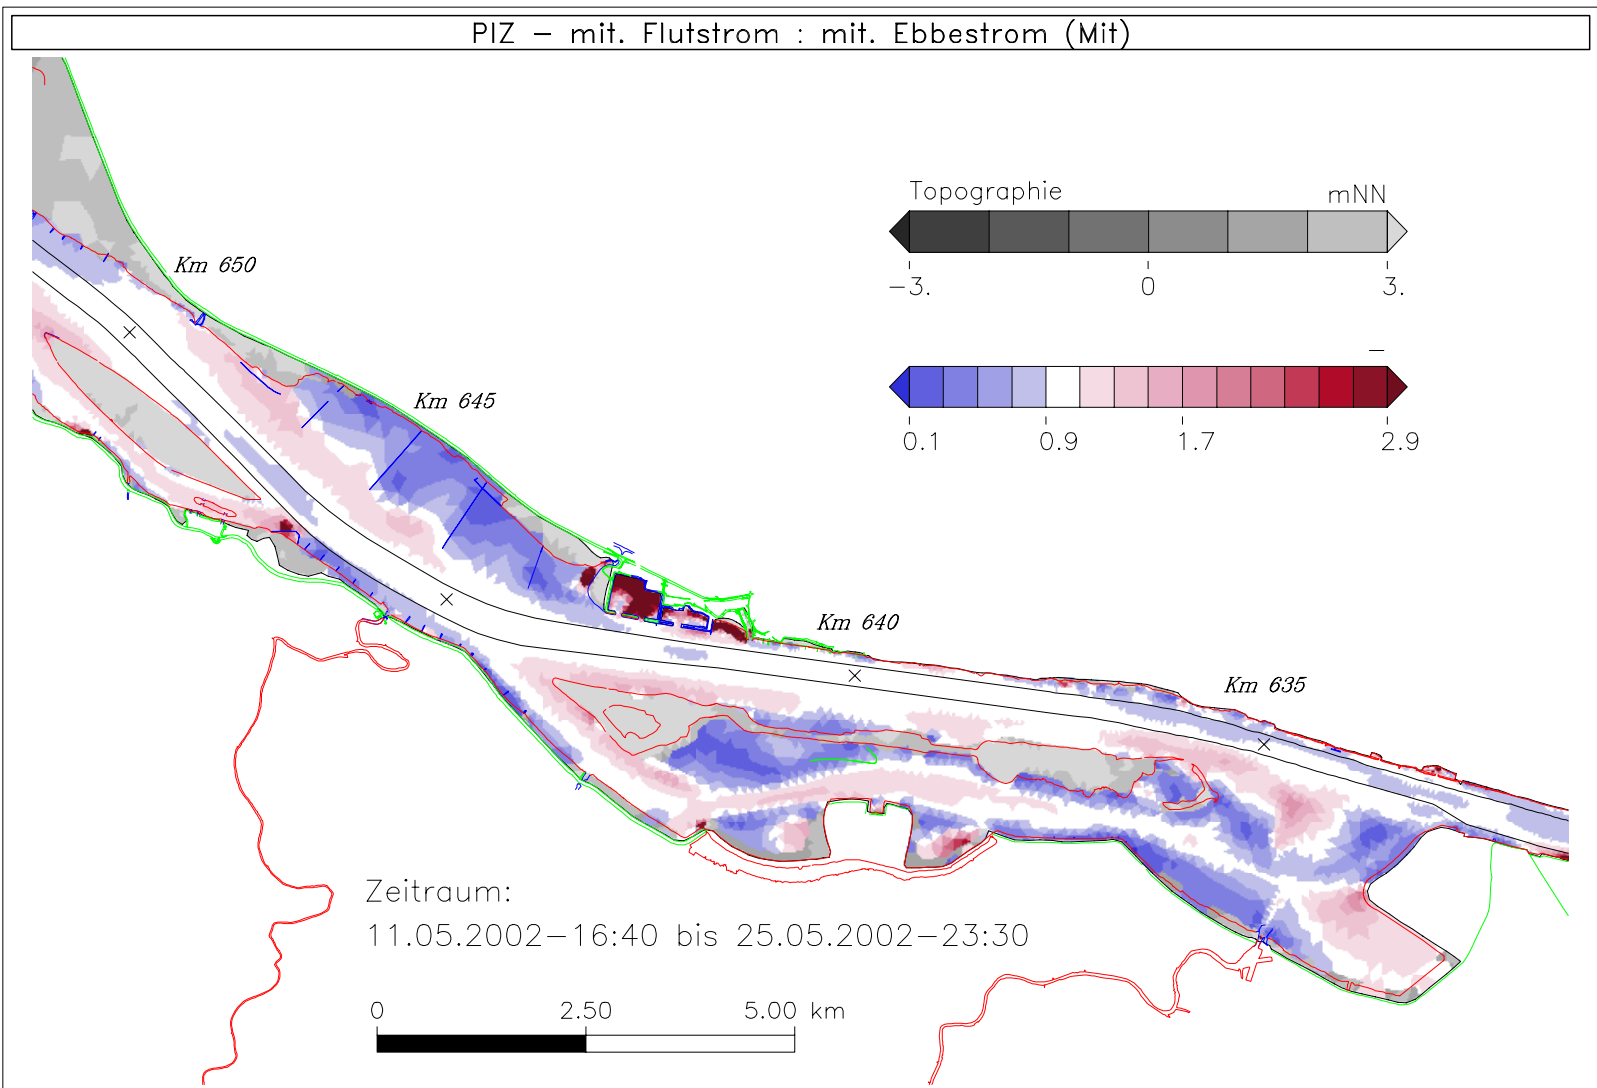 PIZ – mit. Flutstrom : mit. Ebbestrom (Mit)
Topographie mNN
−3. 0 3.
Km 650
−
Km 645
0.1 0.9 1.7 2.9
Km 640
Km 635
Zeitraum:
11.05.2002−16:40 bis 25.05.2002−23:30
0 2.50 5.00 km